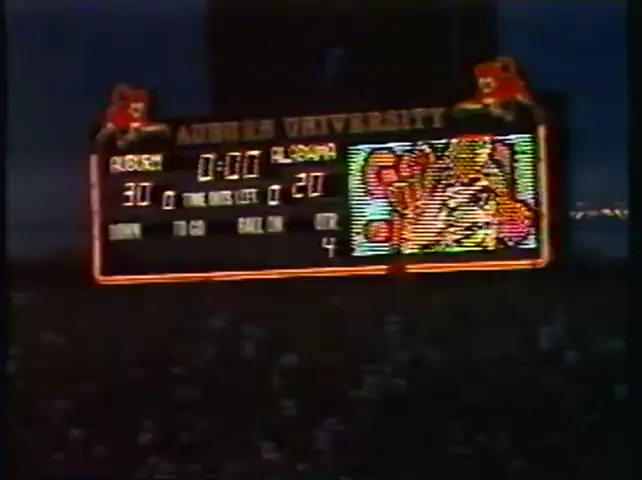 AUBURN UNIVERSITY
AUBURN 0:00 ALABAMA
30 0 TIME OUTS LEFT 0 20
DOWN TO GO BALL ON QTR
4